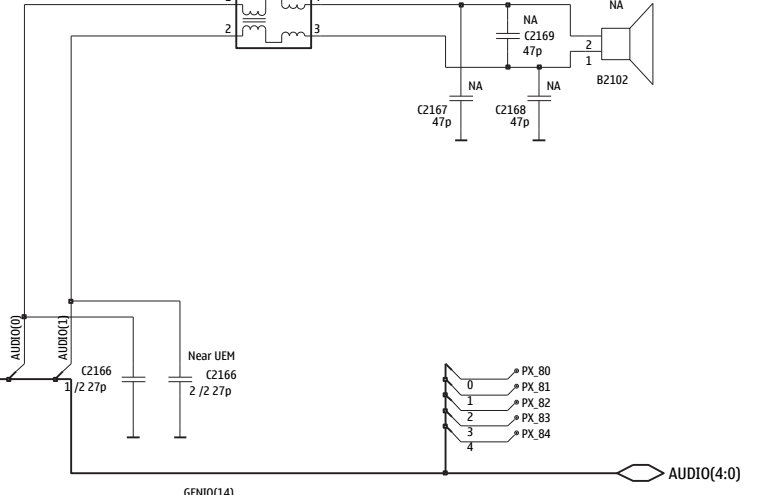 NA
2
3
NA
C2169
47p
2
1
B2102
NA
NA
C2167
47p
C2168
47p
AUDIO(0)
AUDIO(1)
Near UEM
C2166
1 /2 27p
C2166
2 /2 27p
PX_80
0
PX_81
1
PX_82
2
PX_83
3
PX_84
4
AUDIO(4:0)
GENIO(14)